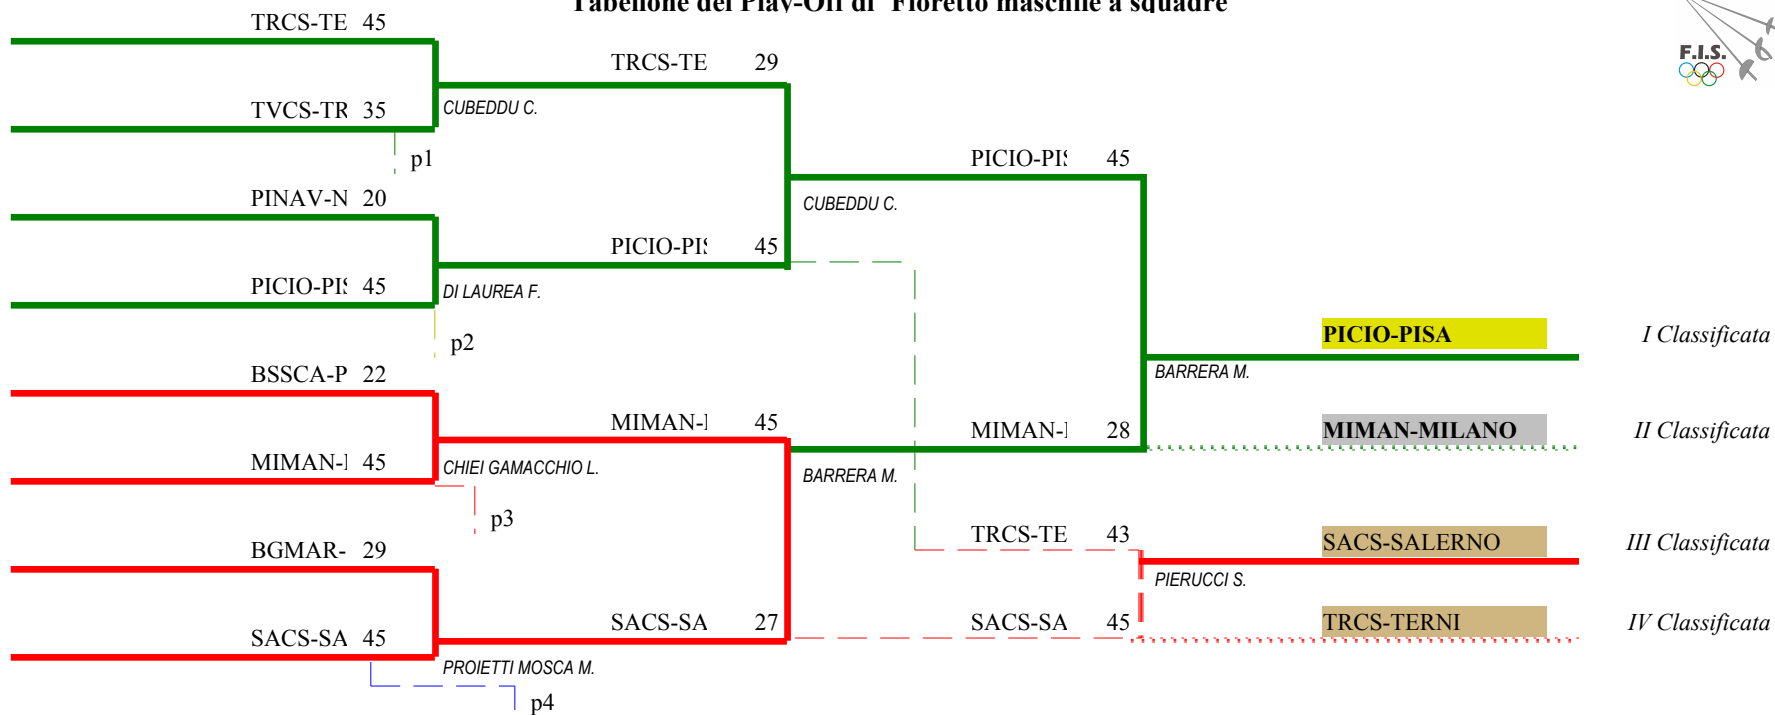 Tabellone dei Play-Off di Fioretto maschile a squadre
F.I.S.
TRCS-TE 45
TVCS-TR 35
CUBEDDU C.
p1
PINAV-N 20
PICIO-PIS 45
DI LAUREA F.
p2
BSSCA-P 22
MIMAN-I 45
CHIEI GAMACCHIO L.
p3
BGMAR- 29
SACS-SA 45
PROIETTI MOSCA M.
p4
TRCS-TE 29
PICIO-PIS 45
CUBEDDU C.
MIMAN-I 45
SACS-SA 27
BARRERA M.
PICIO-PIS 45
MIMAN-I 28
BARRERA M.
TRCS-TE 43
SACS-SA 45
PIERUCCI S.
PICIO-PISA I Classificata
MIMAN-MILANO II Classificata
SACS-SALERNO III Classificata
TRCS-TERNI IV Classificata